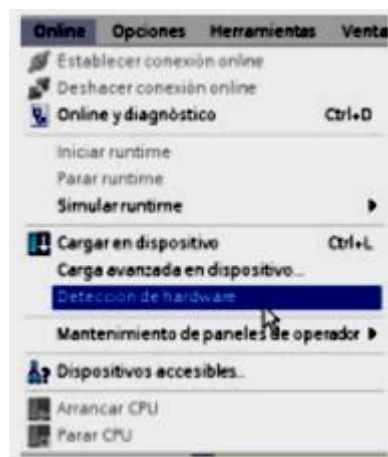 Online Opciones Herramientas Venta
Establecer conexión online
Deshacer conexión online
Online y diagnóstico Ctrl+D
Iniciar runtime
Parar runtime
Simular runtime
Cargar en dispositivo Ctrl+L
Carga avanzada en dispositivo...
Detección de hardware
Mantenimiento de paneles de operador
Dispositivos accesibles...
Arrancar CPU
Parar CPU